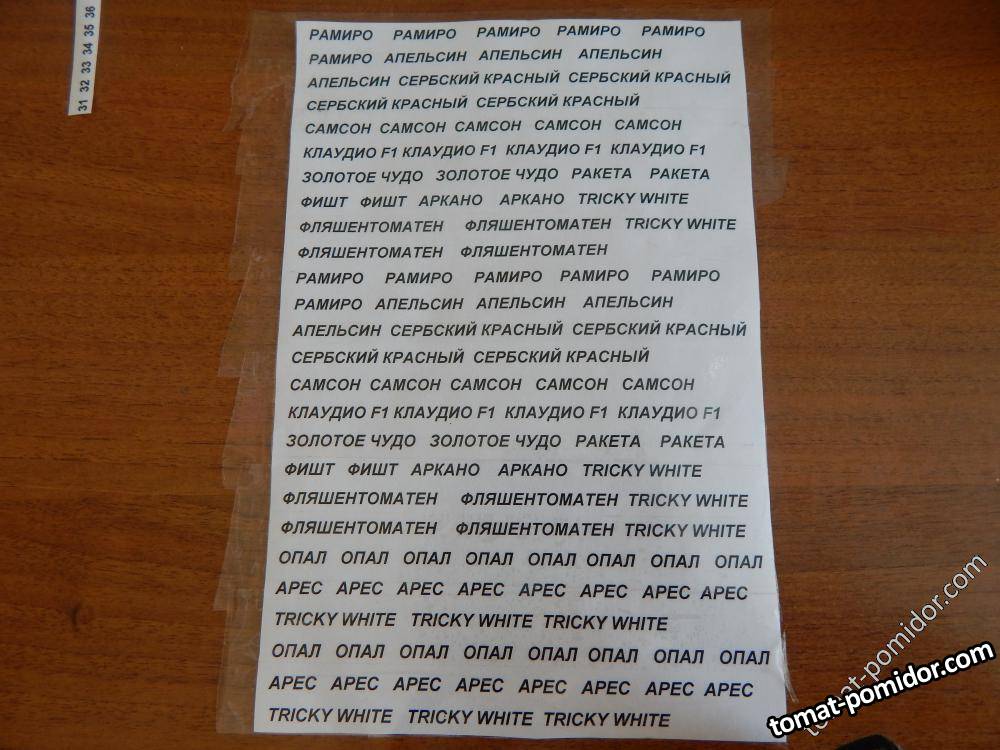 31 32 33 34 35 36
РАМИРО РАМИРО РАМИРО РАМИРО РАМИРО
РАМИРО АПЕЛЬСИН АПЕЛЬСИН АПЕЛЬСИН
АПЕЛЬСИН СЕРБСКИЙ КРАСНЫЙ СЕРБСКИЙ КРАСНЫЙ
СЕРБСКИЙ КРАСНЫЙ СЕРБСКИЙ КРАСНЫЙ
САМСОН САМСОН САМСОН САМСОН САМСОН
КЛАУДИО F1 КЛАУДИО F1 КЛАУДИО F1 КЛАУДИО F1
ЗОЛОТОЕ ЧУДО ЗОЛОТОЕ ЧУДО РАКЕТА РАКЕТА
ФИШТ ФИШТ АРКАНО АРКАНО TRICKY WHITE
ФЛЯШЕНТОМАТЕН ФЛЯШЕНТОМАТЕН TRICKY WHITE
ФЛЯШЕНТОМАТЕН ФЛЯШЕНТОМАТЕН
РАМИРО РАМИРО РАМИРО РАМИРО РАМИРО
РАМИРО АПЕЛЬСИН АПЕЛЬСИН АПЕЛЬСИН
АПЕЛЬСИН СЕРБСКИЙ КРАСНЫЙ СЕРБСКИЙ КРАСНЫЙ
СЕРБСКИЙ КРАСНЫЙ СЕРБСКИЙ КРАСНЫЙ
САМСОН САМСОН САМСОН САМСОН САМСОН
КЛАУДИО F1 КЛАУДИО F1 КЛАУДИО F1 КЛАУДИО F1
ЗОЛОТОЕ ЧУДО ЗОЛОТОЕ ЧУДО РАКЕТА РАКЕТА
ФИШТ ФИШТ АРКАНО АРКАНО TRICKY WHITE
ФЛЯШЕНТОМАТЕН ФЛЯШЕНТОМАТЕН TRICKY WHITE
ФЛЯШЕНТОМАТЕН ФЛЯШЕНТОМАТЕН TRICKY WHITE
ОПАЛ ОПАЛ ОПАЛ ОПАЛ ОПАЛ ОПАЛ ОПАЛ ОПАЛ
АРЕС АРЕС АРЕС АРЕС АРЕС АРЕС АРЕС АРЕС
TRICKY WHITE TRICKY WHITE TRICKY WHITE
ОПАЛ ОПАЛ ОПАЛ ОПАЛ ОПАЛ ОПАЛ ОПАЛ ОПАЛ
АРЕС АРЕС АРЕС АРЕС АРЕС АРЕС АРЕС АРЕС
TRICKY WHITE TRICKY WHITE TRICKY WHITE
tomat-pomidor.com
tomat-pomidor.com